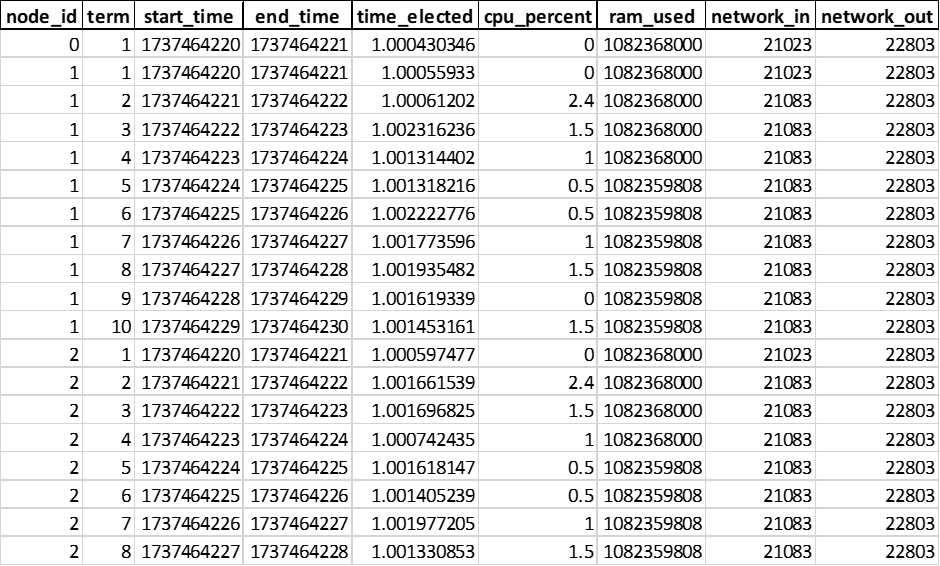 node_id term start_time end_time time_elected cpu_percent ram_used network_in network_out
0 1 1737464220 1737464221 1.000430346 0 1082368000 21023 22803
1 1 1737464220 1737464221 1.00055933 0 1082368000 21023 22803
1 2 1737464221 1737464222 1.00061202 2.4 1082368000 21083 22803
1 3 1737464222 1737464223 1.002316236 1.5 1082368000 21083 22803
1 4 1737464223 1737464224 1.001314402 1 1082368000 21083 22803
1 5 1737464224 1737464225 1.001318216 0.5 1082359808 21083 22803
1 6 1737464225 1737464226 1.002222776 0.5 1082359808 21083 22803
1 7 1737464226 1737464227 1.001773596 1 1082359808 21083 22803
1 8 1737464227 1737464228 1.001935482 1.5 1082359808 21083 22803
1 9 1737464228 1737464229 1.001619339 0 1082359808 21083 22803
1 10 1737464229 1737464230 1.001453161 1.5 1082359808 21083 22803
2 1 1737464220 1737464221 1.000597477 0 1082368000 21023 22803
2 2 1737464221 1737464222 1.001661539 2.4 1082368000 21083 22803
2 3 1737464222 1737464223 1.001696825 1.5 1082368000 21083 22803
2 4 1737464223 1737464224 1.000742435 1 1082368000 21083 22803
2 5 1737464224 1737464225 1.001618147 0.5 1082359808 21083 22803
2 6 1737464225 1737464226 1.001405239 0.5 1082359808 21083 22803
2 7 1737464226 1737464227 1.001977205 1 1082359808 21083 22803
2 8 1737464227 1737464228 1.001330853 1.5 1082359808 21083 22803